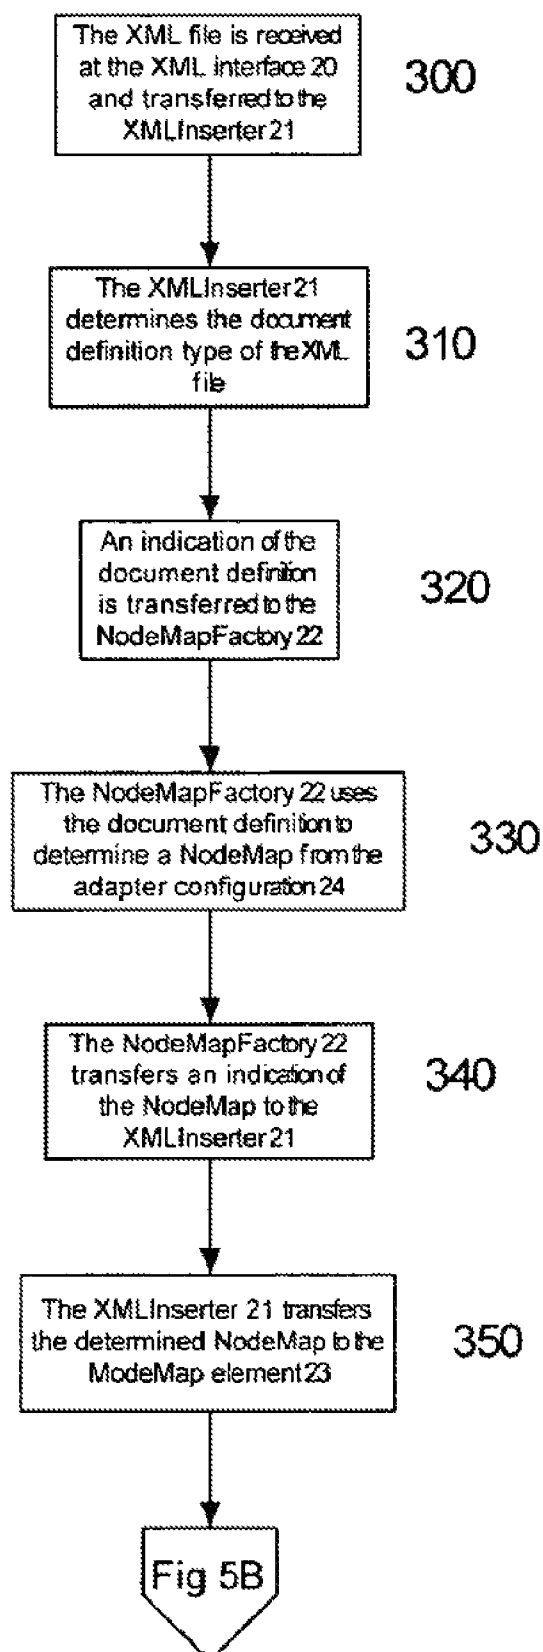 The XML file is received
at the XML interface 20
and transferred to the
XMLInserter 21
300
The XMLInserter 21
determines the document
definition type of the XML
file
310
An indication of the
document definition
is transferred to the
NodeMapFactory 22
320
The NodeMapFactory 22 uses
the document definition to
determine a NodeMap from the
adapter configuration 24
330
The NodeMapFactory 22
transfers an indication of
the NodeMap to the
XMLInserter 21
340
The XMLInserter 21 transfers
the determined NodeMap to the
ModeMap element 23
350
Fig 5B